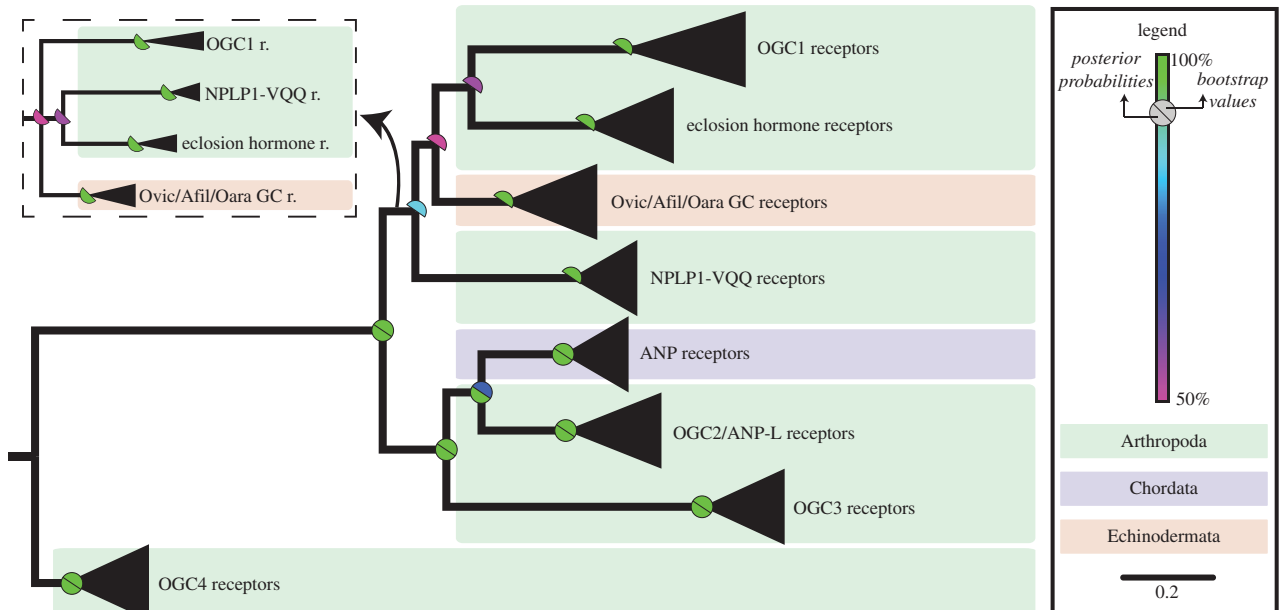 OGC1 r.
NPLP1-VQQ r.
eclosion hormone r.
Ovic/Afil/Oara GC r.
OGC1 receptors
eclosion hormone receptors
Ovic/Afil/Oara GC receptors
NPLP1-VQQ receptors
ANP receptors
OGC2/ANP-L receptors
OGC3 receptors
OGC4 receptors
legend
posterior
probabilities
100%
bootstrap
values
50%
Arthropoda
Chordata
Echinodermata
0.2